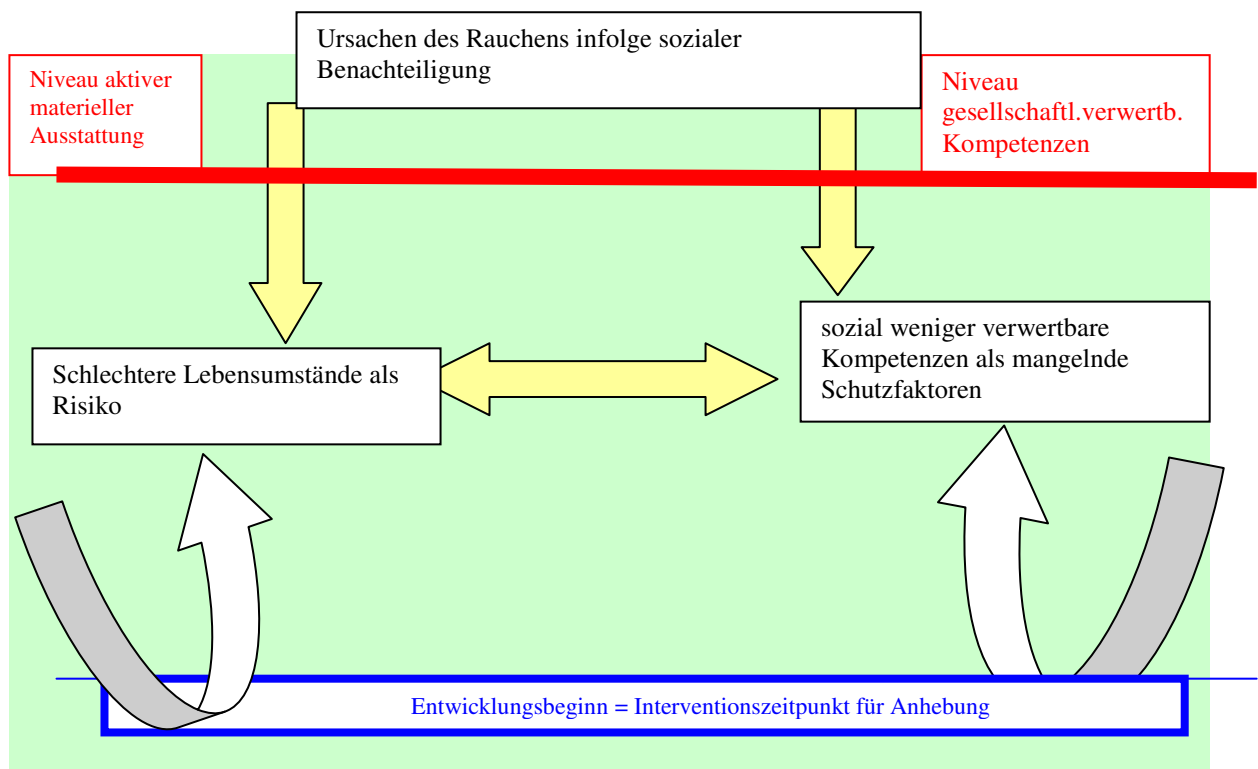 Ursachen des Rauchens infolge sozialer
Benachteiligung
Niveau aktiver
materieller
Ausstattung
Niveau
gesellschaftl.verwertb.
Kompetenzen
sozial weniger verwertbare
Kompetenzen als mangelnde
Schutzfaktoren
Schlechtere Lebensumstände als
Risiko
Entwicklungsbeginn = Interventionszeitpunkt für Anhebung